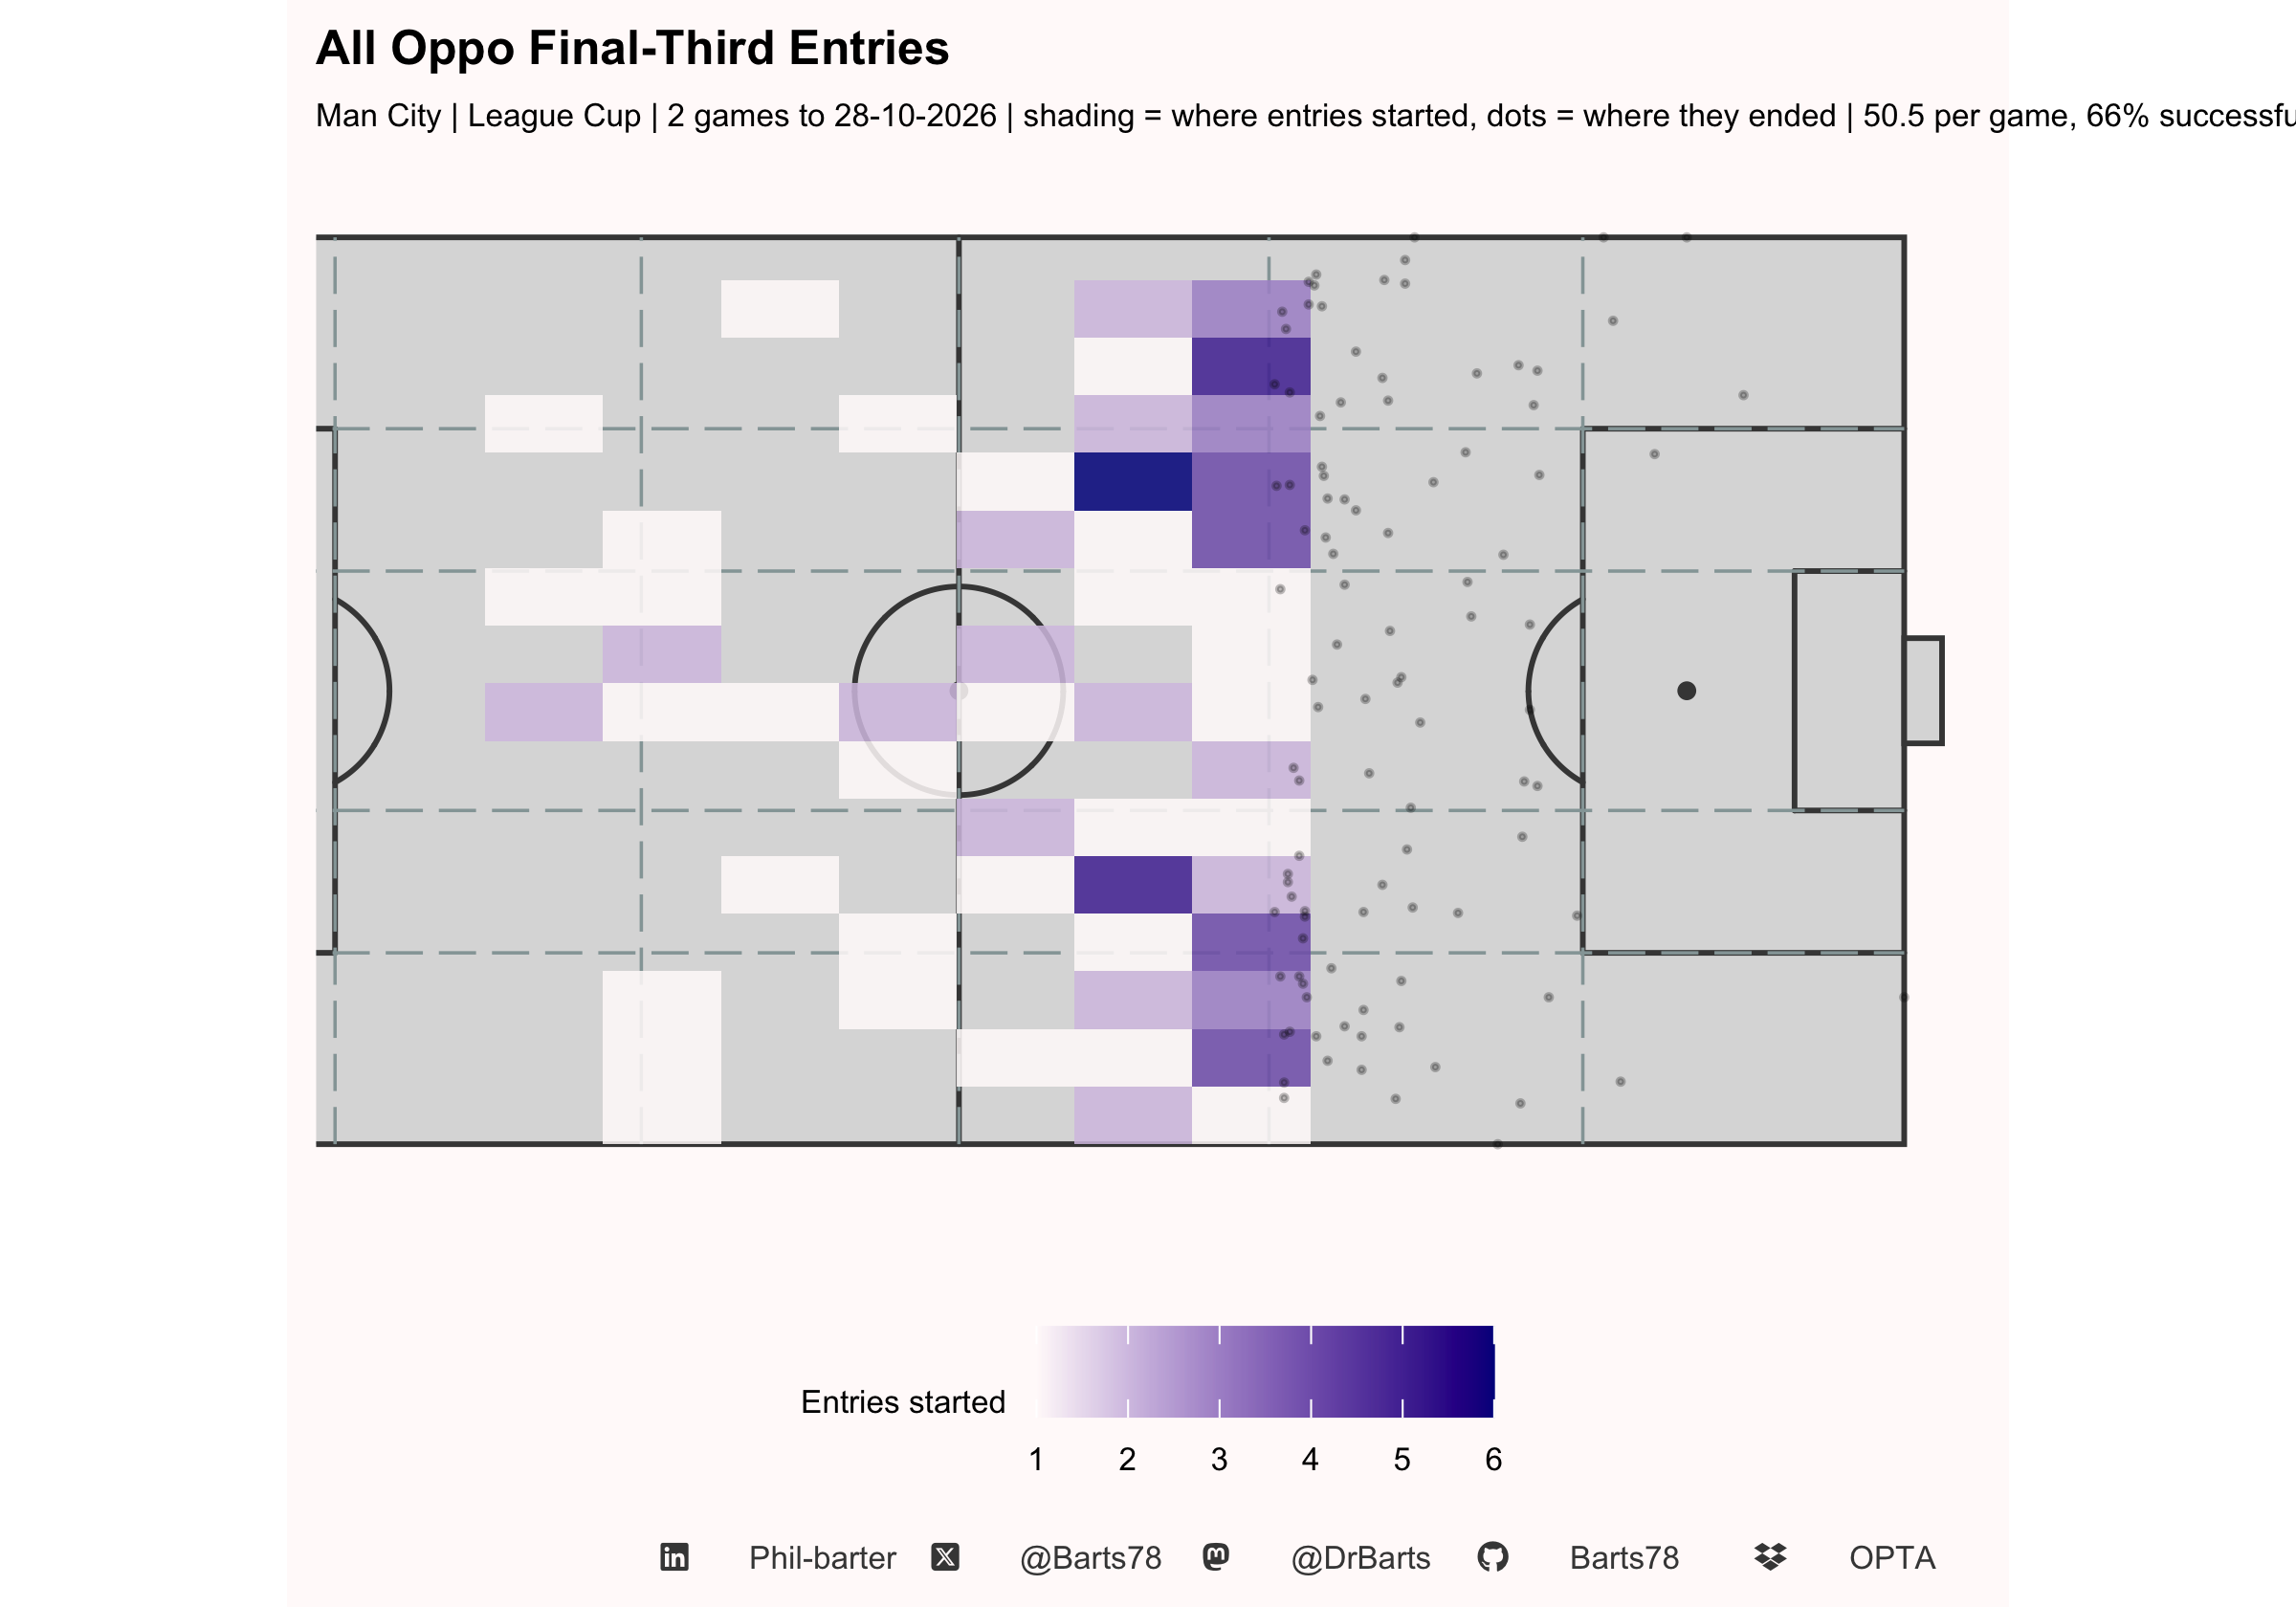 All Oppo Final-Third Entries
Man City | League Cup | 2 games to 28-10-2026 | shading = where entries started, dots = where they ended | 50.5 per game, 66% successfu
Entries started
1 2 3 4 5 6
Phil-barter @Barts78 @DrBarts Barts78 OPTA